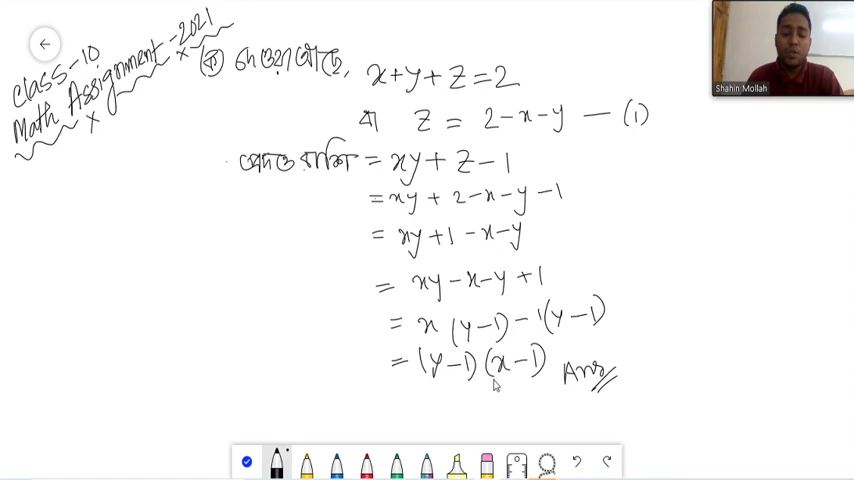 Class-10
Math Assignment-2021
(ক) দেওয়া আছে, x+y+z=2
বা z = 2-x-y — (1)
প্রদত্ত রাশি = xy+z-1
= xy+2-x-y-1
= xy+1-x-y
= xy-x-y+1
= x(y-1)-1(y-1)
= (y-1)(x-1) Ans
Shahin Mollah